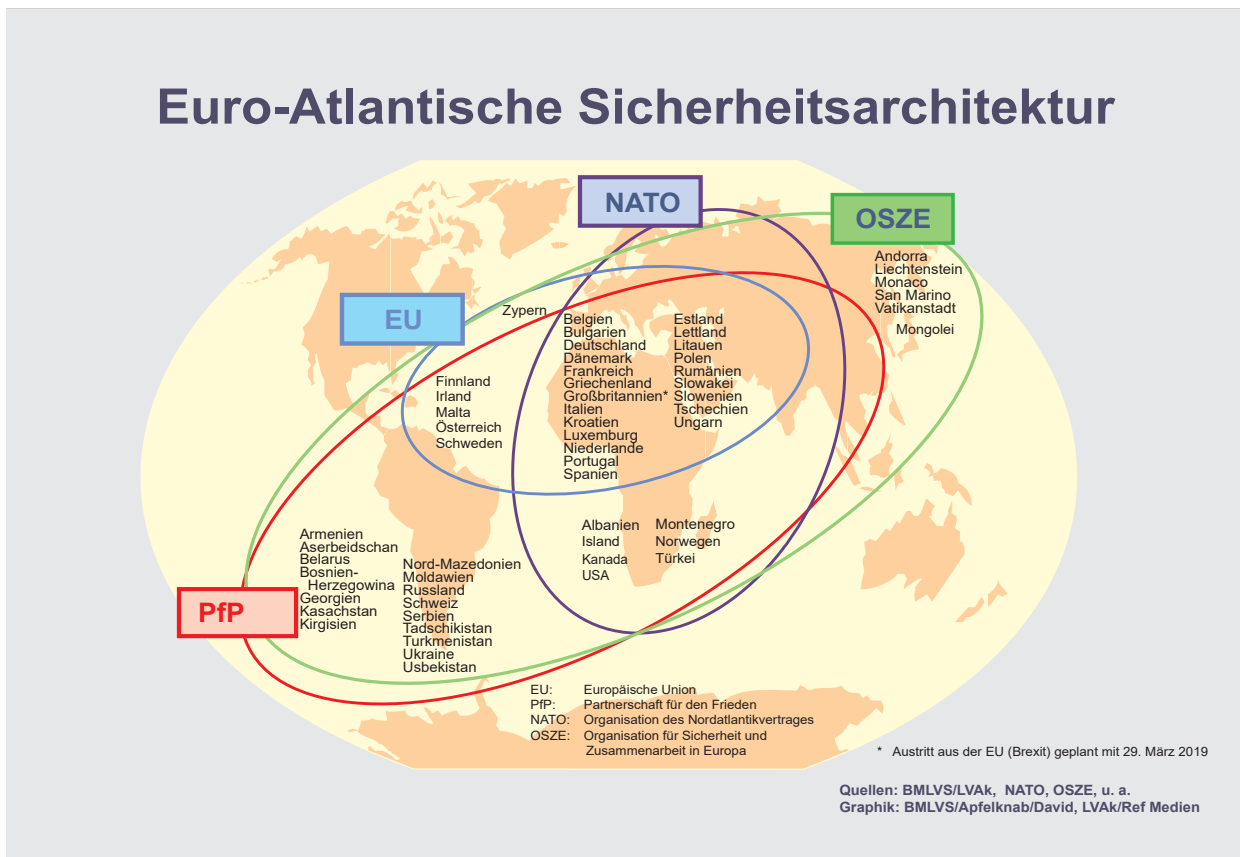 Euro-Atlantische Sicherheitsarchitektur
NATO
OSZE
EU
PfP
Andorra
Liechtenstein
Monaco
San Marino
Vatikanstadt
Mongolei
Zypern
Belgien
Bulgarien
Deutschland
Dänemark
Frankreich
Griechenland
Großbritannien*
Italien
Kroatien
Luxemburg
Niederlande
Portugal
Spanien
Estland
Lettland
Litauen
Polen
Rumänien
Slowakei
Slowenien
Tschechien
Ungarn
Finnland
Irland
Malta
Österreich
Schweden
Albanien
Island
Kanada
USA
Montenegro
Norwegen
Türkei
Armenien
Aserbeidschan
Belarus
Bosnien-
Herzegowina
Georgien
Kasachstan
Kirgisien
Nord-Mazedonien
Moldawien
Russland
Schweiz
Serbien
Tadschikistan
Turkmenistan
Ukraine
Usbekistan
EU: Europäische Union
PfP: Partnerschaft für den Frieden
NATO: Organisation des Nordatlantikvertrages
OSZE: Organisation für Sicherheit und
Zusammenarbeit in Europa
* Austritt aus der EU (Brexit) geplant mit 29. März 2019
Quellen: BMLVS/LVAk, NATO, OSZE, u. a.
Graphik: BMLVS/Apfelknab/David, LVAk/Ref Medien